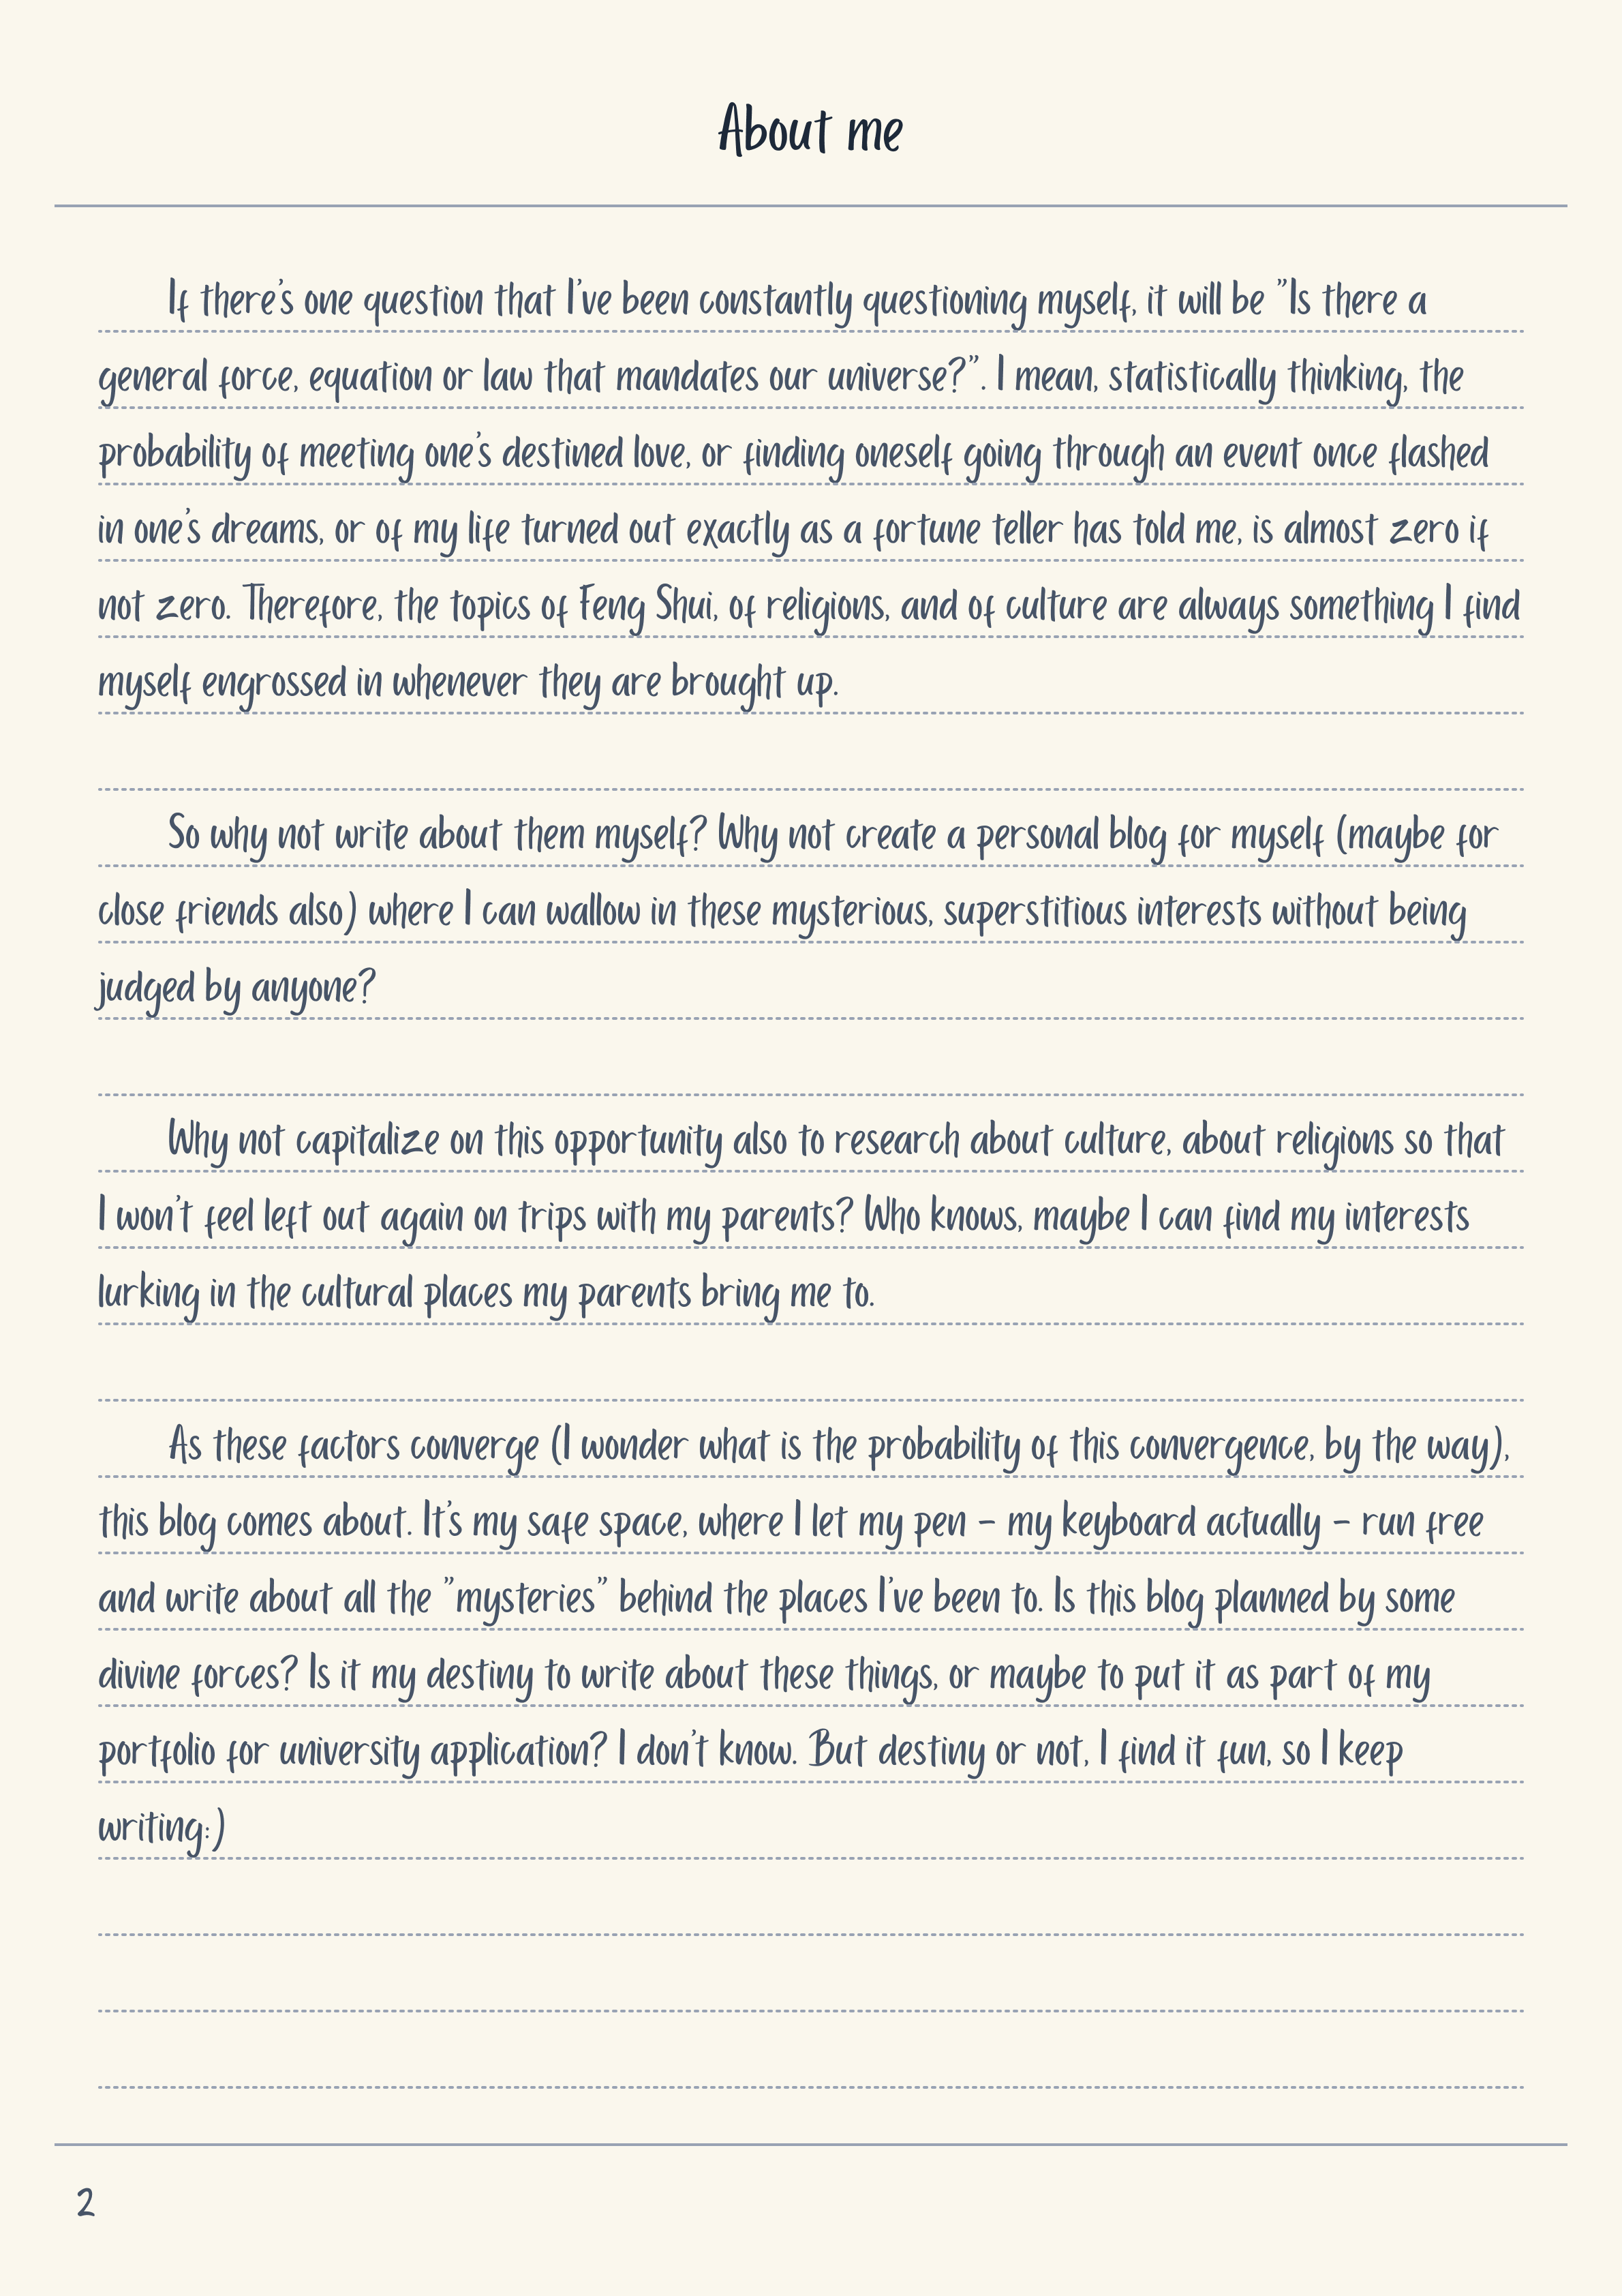 About me
If there's one question that I've been constantly questioning myself, it will be "Is there a
general force, equation or law that mandates our universe?". I mean, statistically thinking, the
probability of meeting one's destined love, or finding oneself going through an event once flashed
in one's dreams, or of my life turned out exactly as a fortune teller has told me, is almost zero if
not zero. Therefore, the topics of Feng Shui, of religions, and of culture are always something I find
myself engrossed in whenever they are brought up.
So why not write about them myself? Why not create a personal blog for myself (maybe for
close friends also) where I can wallow in these mysterious, superstitious interests without being
judged by anyone?
Why not capitalize on this opportunity also to research about culture, about religions so that
I won't feel left out again on trips with my parents? Who knows, maybe I can find my interests
lurking in the cultural places my parents bring me to.
As these factors converge (I wonder what is the probability of this convergence, by the way),
this blog comes about. It's my safe space, where I let my pen – my keyboard actually – run free
and write about all the "mysteries" behind the places I've been to. Is this blog planned by some
divine forces? Is it my destiny to write about these things, or maybe to put it as part of my
portfolio for university application? I don't know. But destiny or not, I find it fun, so I keep
writing:)
2